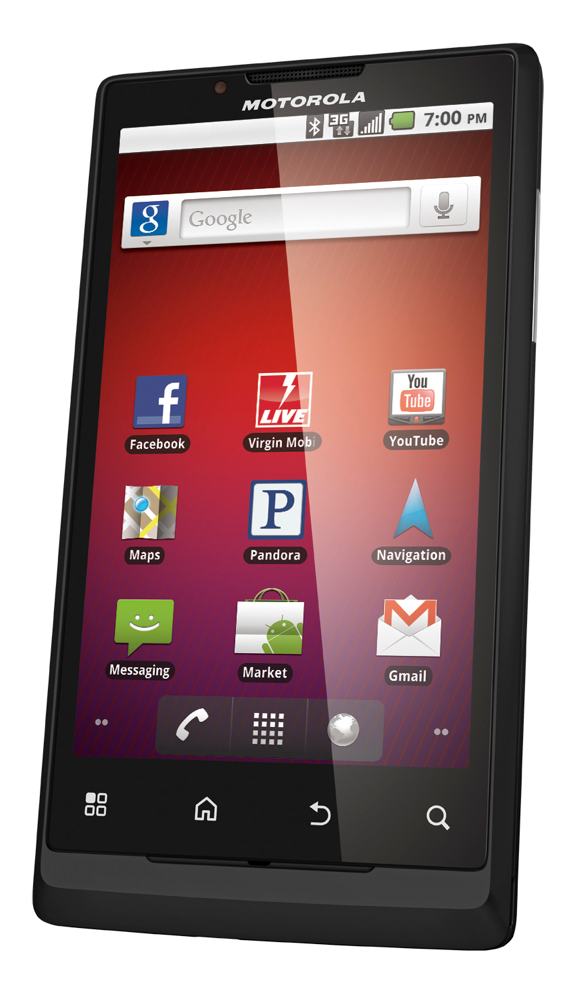 MOTOROLA
3G 7:00 PM
g Google
Facebook
LIVE
Virgin Mobi
You
Tube
YouTube
Maps
P
Pandora
Navigation
Messaging
Market
Gmail